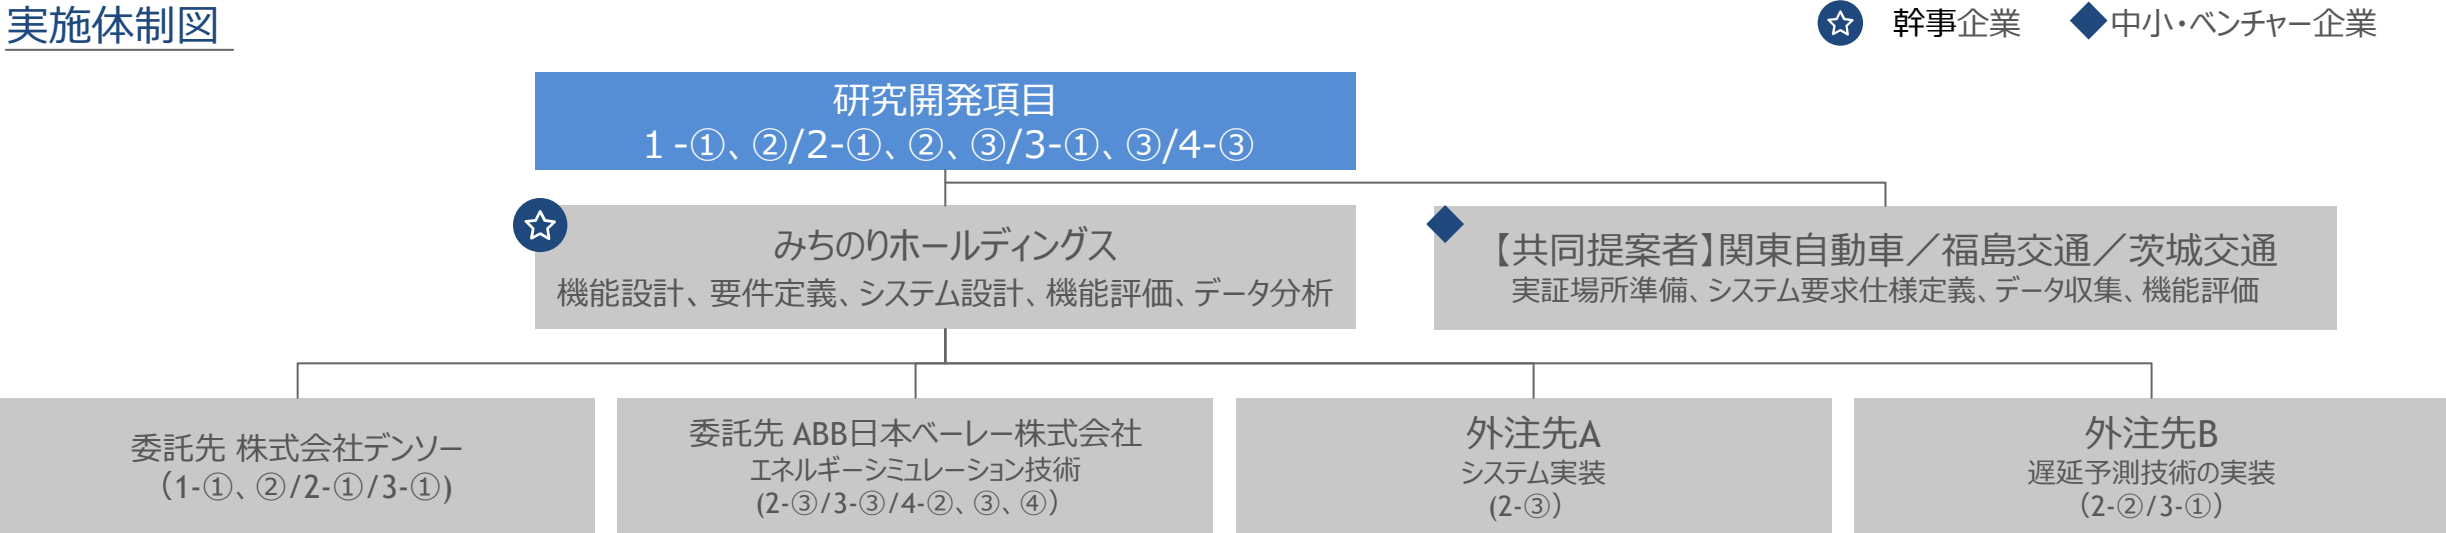 実施体制図
幹事企業
中小・ベンチャー企業
研究開発項目
１-①、②/2-①、②、③/3-①、③/4-③
みちのりホールディングス
機能設計、要件定義、システム設計、機能評価、データ分析
【共同提案者】関東自動車／福島交通／茨城交通
実証場所準備、システム要求仕様定義、データ収集、機能評価
委託先 株式会社デンソー
（1-①、②/2-①/3-①)
委託先 ABB日本ベーレー株式会社
エネルギーシミュレーション技術
(2-③/3-③/4-②、③、④）
外注先A
システム実装
(2-③）
外注先B
遅延予測技術の実装
（2-②/3-①）